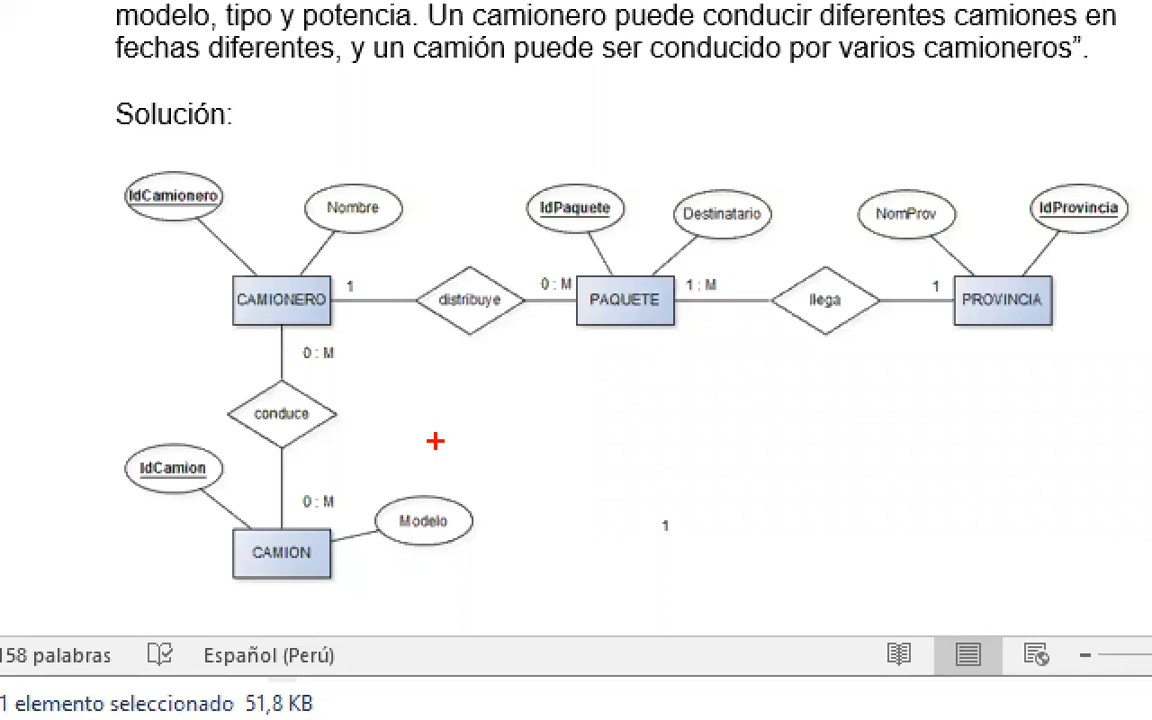 modelo, tipo y potencia. Un camionero puede conducir diferentes camiones en
fechas diferentes, y un camión puede ser conducido por varios camioneros”.
Solución:
IdCamionero
Nombre
IdPaquete
Destinatario
NomProv
IdProvincia
CAMIONERO
1
distribuye
0 : M
PAQUETE
1 : M
llega
1
PROVINCIA
0 : M
conduce
IdCamion
0 : M
Modelo
1
CAMION
158 palabras
Español (Perú)
1 elemento seleccionado 51,8 KB